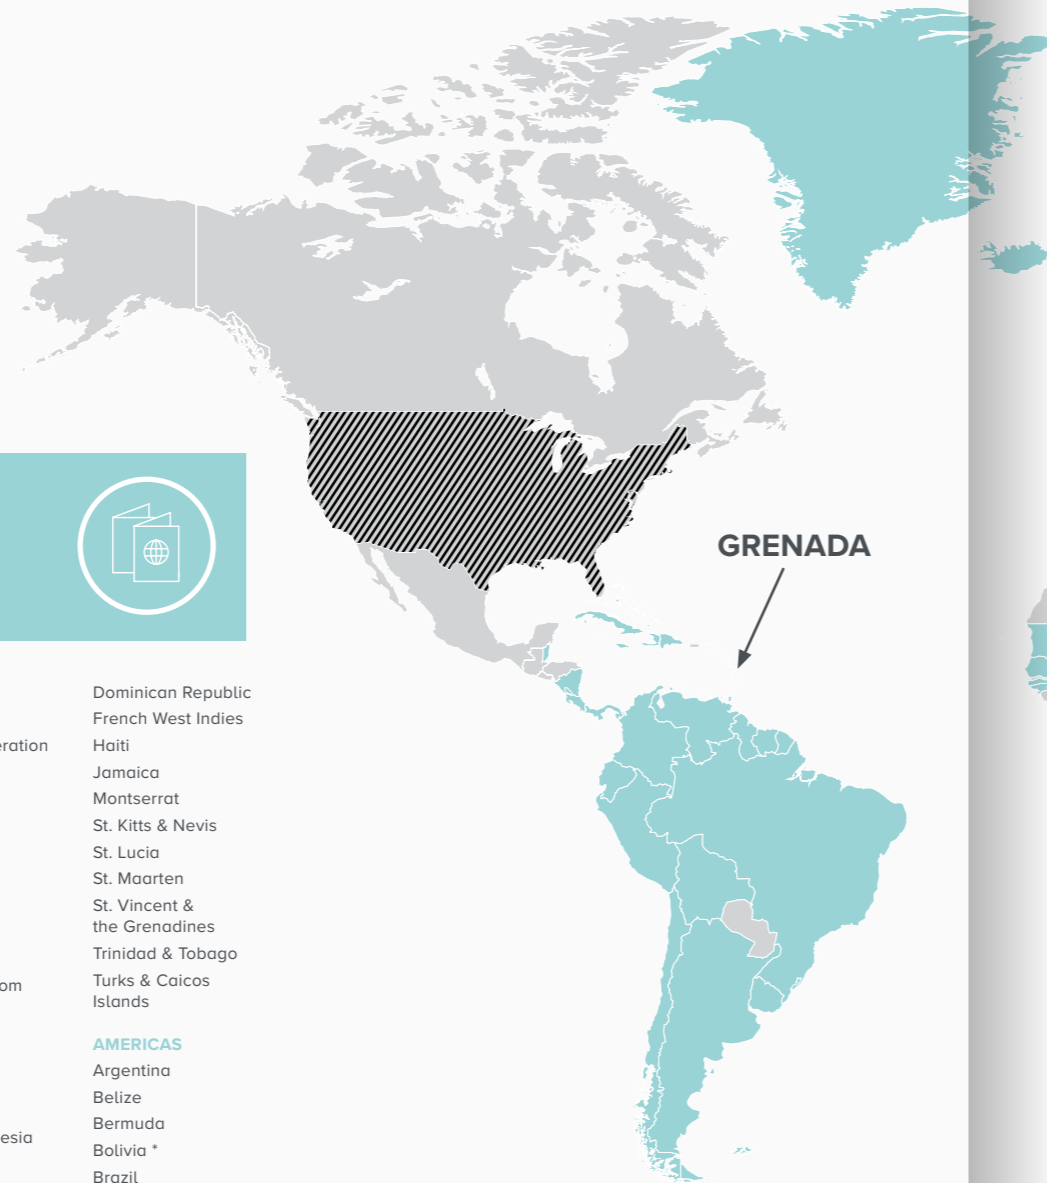 GRENADA
eration
om
esia
Dominican Republic
French West Indies
Haiti
Jamaica
Montserrat
St. Kitts & Nevis
St. Lucia
St. Maarten
St. Vincent &
the Grenadines
Trinidad & Tobago
Turks & Caicos
Islands
AMERICAS
Argentina
Belize
Bermuda
Bolivia *
Brazil